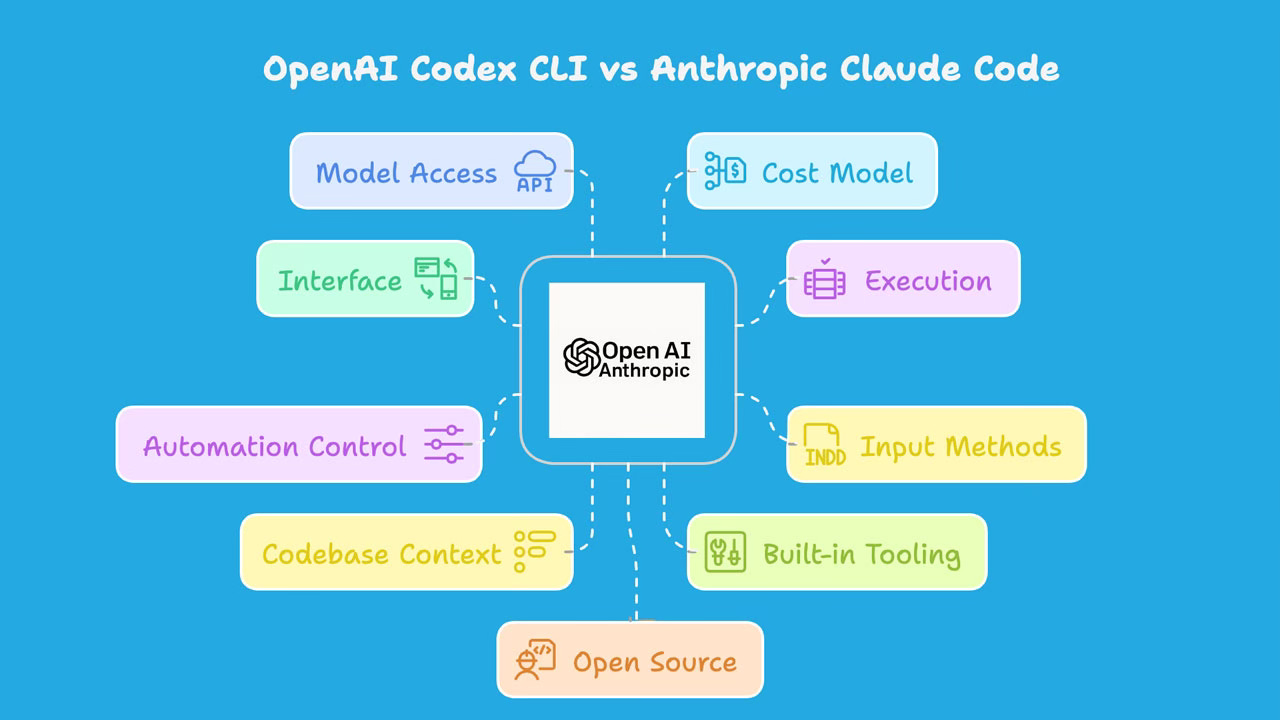 OpenAI Codex CLI vs Anthropic Claude Code
Model Access
API
$
Cost Model
Interface
Execution
Open AI
Anthropic
Automation Control
INDD
Input Methods
Codebase Context
Built-in Tooling
</>
Open Source